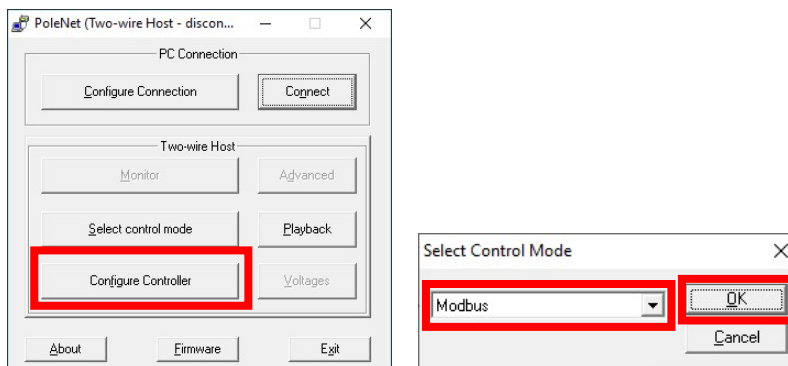 PoleNet (Two-wire Host - discon...
PC Connection
Configure Connection
Connect
Two-wire Host
Monitor
Advanced
Select control mode
Playback
Configure Controller
Voltages
About
Firmware
Exit
Select Control Mode
Modbus
OK
Cancel